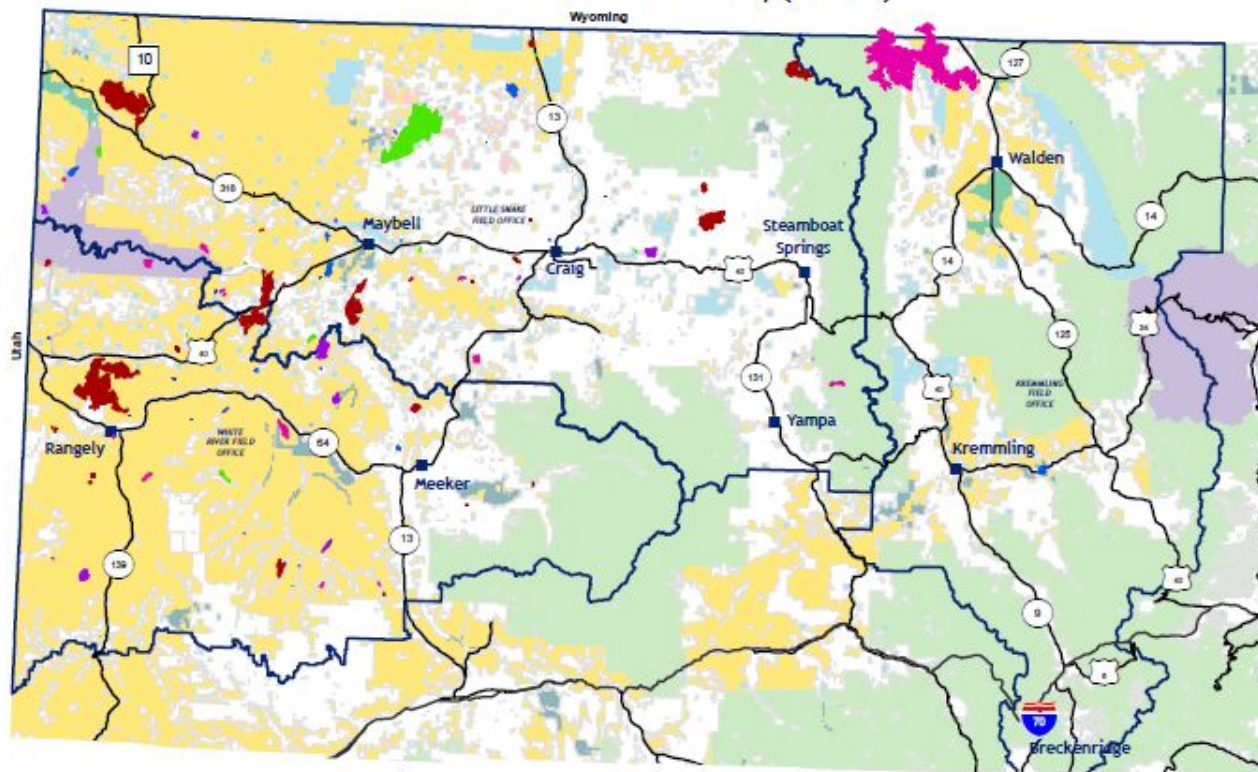 Wyoming
10
127
13
Walden
318
LITTLE SNAKE
FIELD OFFICE
Maybell
Steamboat
Springs
14
Craig
40
14
Utah
40
125
34
131
40
KREMMLING
FIELD
OFFICE
Rangely
WHITE
RIVER FIELD
OFFICE
64
Yampa
Kremmling
Meeker
13
139
40
9
6
70
Breckenridge